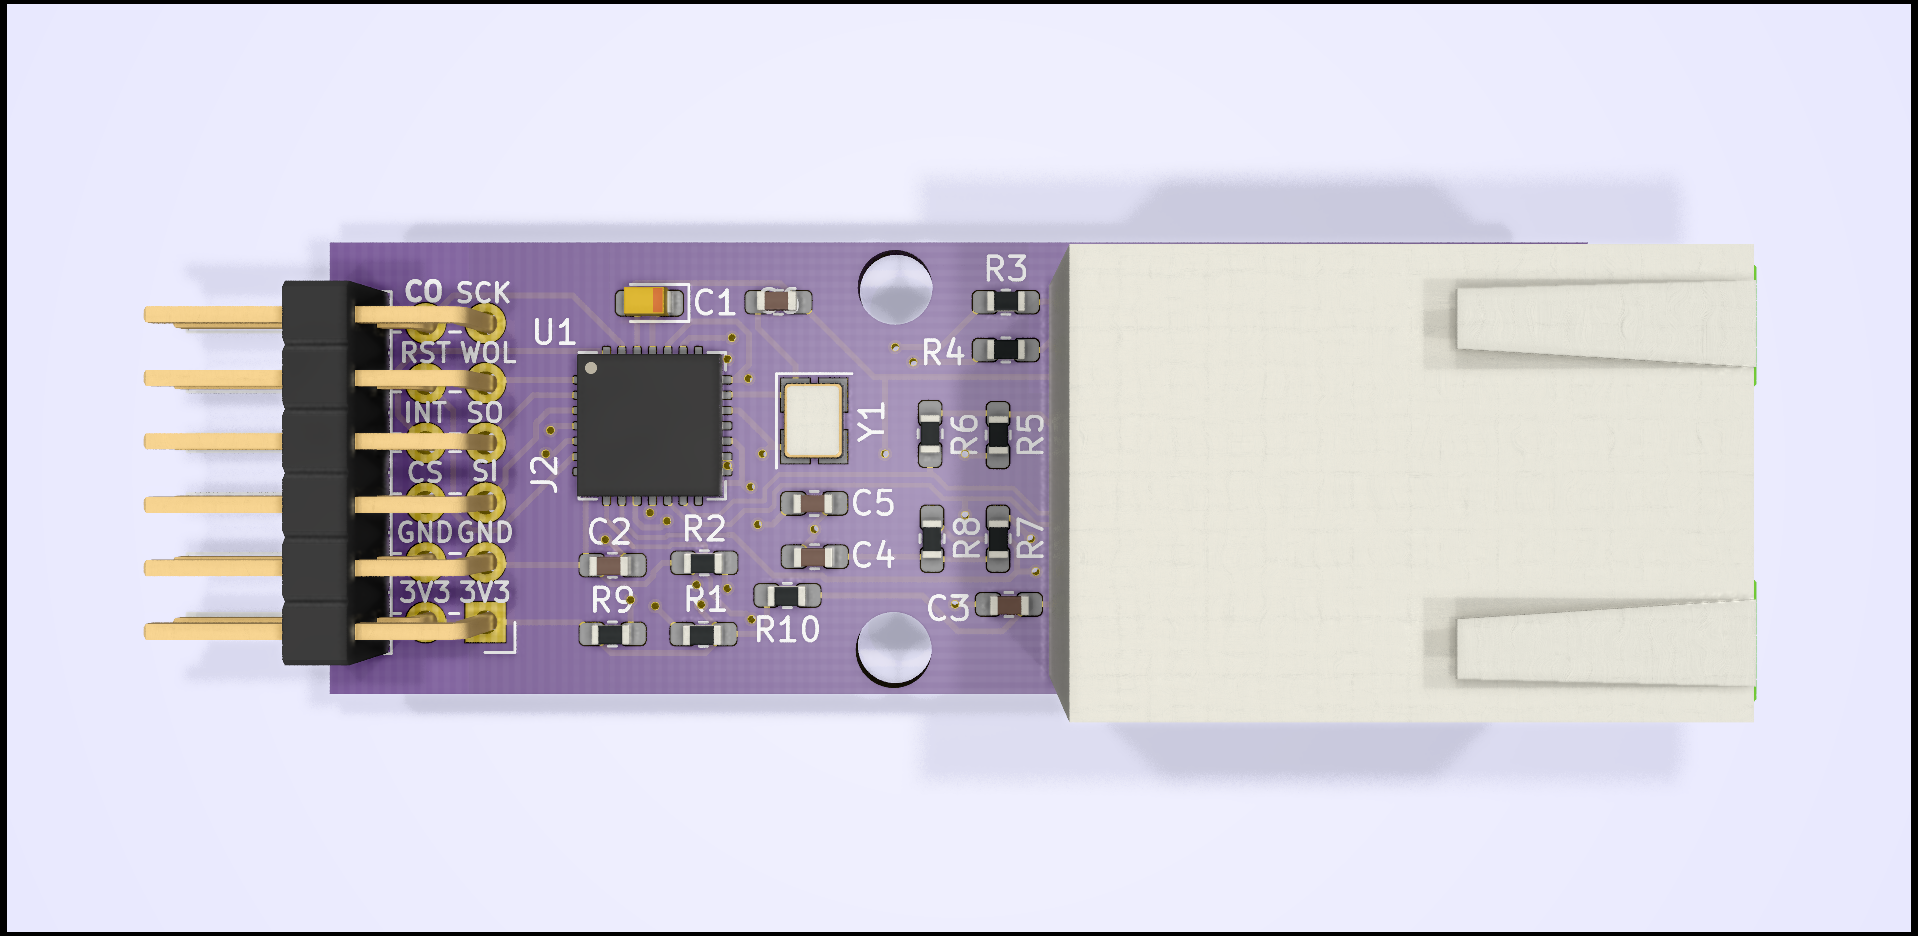 CO SCK
RST WOL
INT SO
CS SI
GND GND
3V3 3V3
U1
J2
C1
R3
R4
Y1
R6
R5
C5
C4
R8
R7
C2
R2
R9
R1
R10
C3